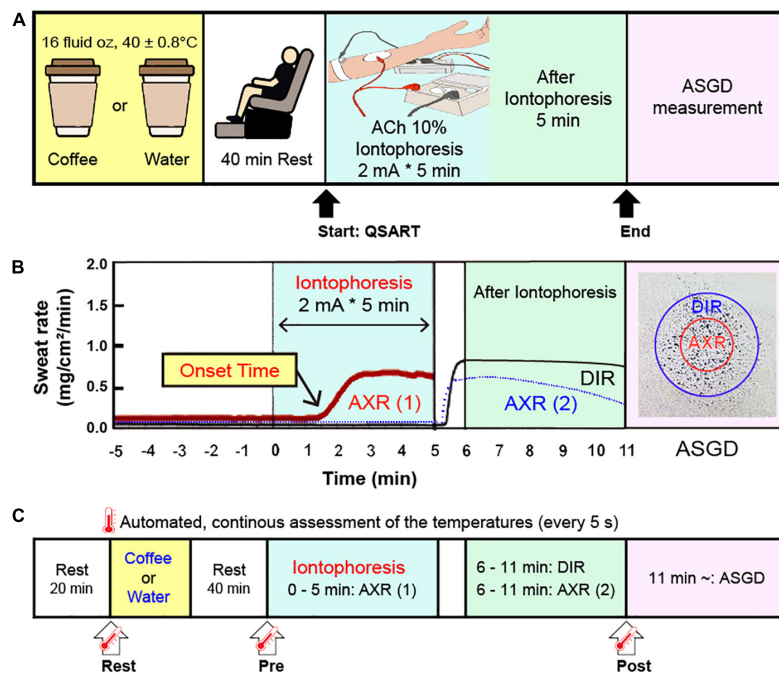 A
16 fluid oz, 40 ± 0.8°C
or
Coffee
Water
40 min Rest
ACh 10%
Iontophoresis
2 mA * 5 min
After
Iontophoresis
5 min
ASGD
measurement
Start: QSART
End
B
Sweat rate
(mg/cm²/min)
2.0
1.5
1.0
0.5
0.0
Iontophoresis
2 mA * 5 min
Onset Time
AXR (1)
After Iontophoresis
DIR
AXR (2)
DIR
AXR
-5 -4 -3 -2 -1 0 1 2 3 4 5 6 7 8 9 10 11
ASGD
Time (min)
C
Automated, continous assessment of the temperatures (every 5 s)
Rest
20 min
Coffee
or
Water
Rest
40 min
Iontophoresis
0 - 5 min: AXR (1)
6 - 11 min: DIR
6 - 11 min: AXR (2)
11 min ~: ASGD
Rest
Pre
Post